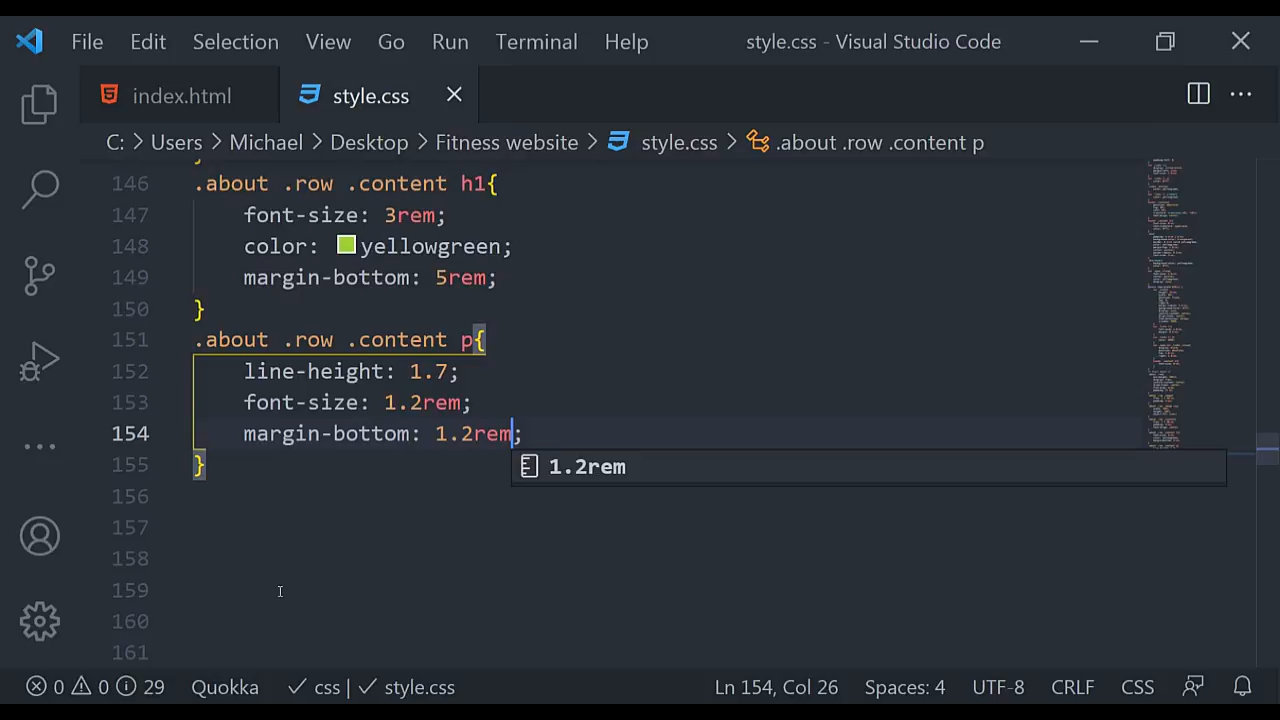 File Edit Selection View Go Run Terminal Help style.css - Visual Studio Code
index.html style.css
C: > Users > Michael > Desktop > Fitness website > style.css > .about .row .content p
146 .about .row .content h1{
147 font-size: 3rem;
148 color: yellowgreen;
149 margin-bottom: 5rem;
150 }
151 .about .row .content p{
152 line-height: 1.7;
153 font-size: 1.2rem;
154 margin-bottom: 1.2rem;
155 }
1.2rem
156
157
158
159
160
161
0 0 29 Quokka css | style.css Ln 154, Col 26 Spaces: 4 UTF-8 CRLF CSS